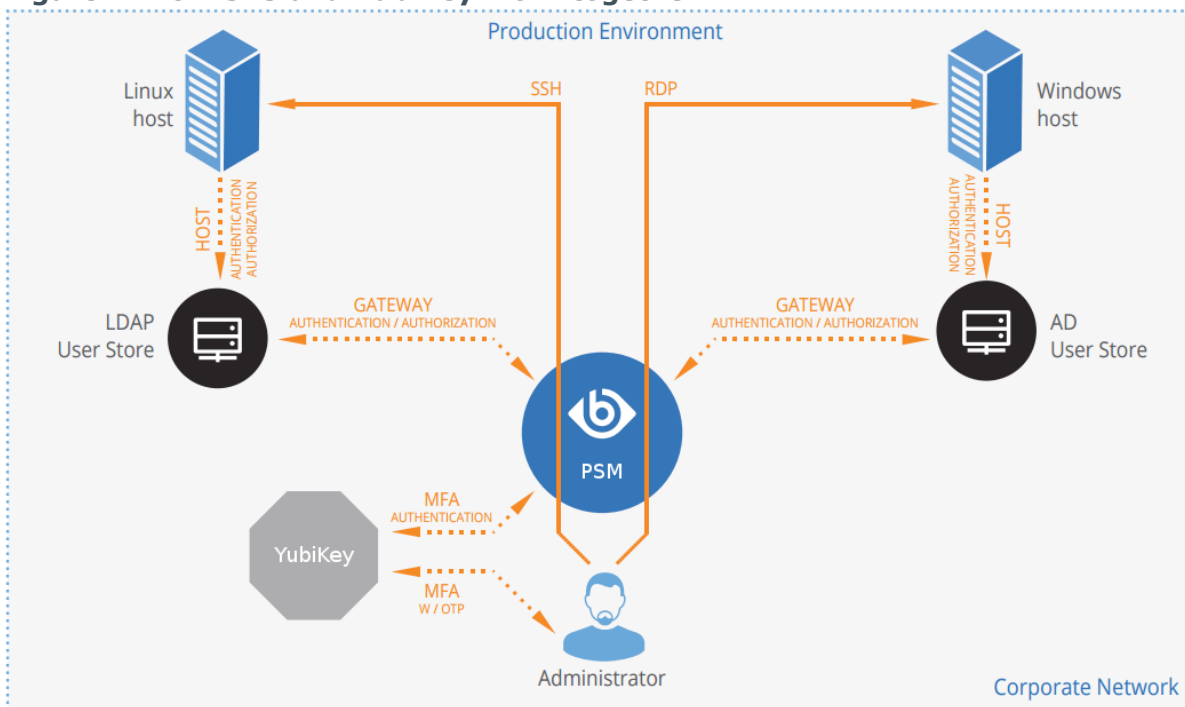 Production Environment
Linux
host
SSH
RDP
Windows
host
HOST
AUTHENTICATION
AUTHORIZATION
HOST
AUTHENTICATION
AUTHORIZATION
LDAP
User Store
GATEWAY
AUTHENTICATION / AUTHORIZATION
GATEWAY
AUTHENTICATION / AUTHORIZATION
AD
User Store
PSM
MFA
AUTHENTICATION
YubiKey
MFA
W / OTP
Administrator
Corporate Network